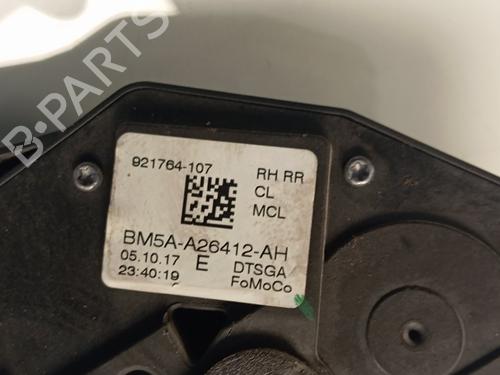 B-PARTS
921764-107 RH RR
CL
MCL
BM5A-A26412-AH
05.10.17 E DTSGA
23:40:19 FoMoCo